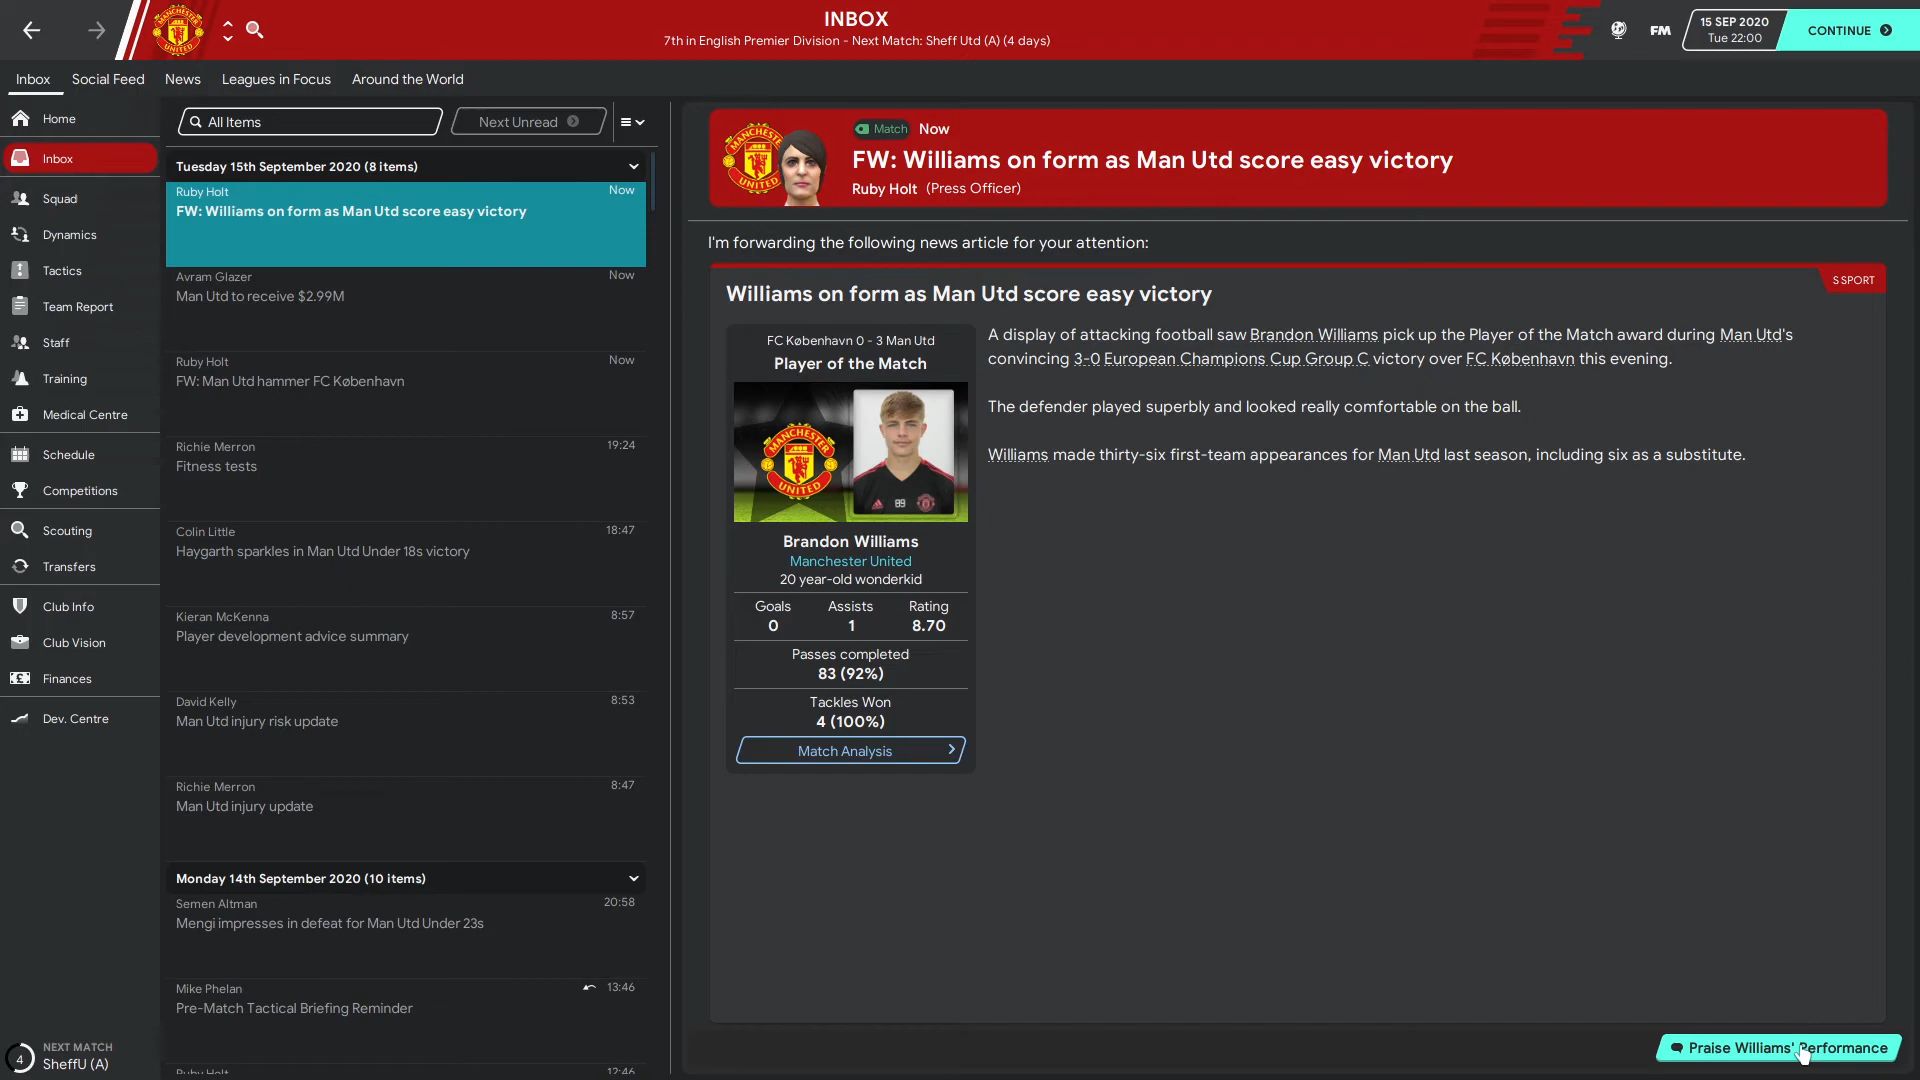 INBOX
7th in English Premier Division - Next Match: Sheff Utd (A) (4 days)
FM
15 SEP 2020
Tue 22:00
CONTINUE
Inbox
Social Feed
News
Leagues in Focus
Around the World
Home
Inbox
Squad
Dynamics
Tactics
Team Report
Staff
Training
Medical Centre
Schedule
Competitions
Scouting
Transfers
Club Info
Club Vision
Finances
Dev. Centre
4
NEXT MATCH
SheffU (A)
All Items
Next Unread
Tuesday 15th September 2020 (8 items)
Ruby Holt
Now
FW: Williams on form as Man Utd score easy victory
Avram Glazer
Now
Man Utd to receive $2.99M
Ruby Holt
Now
FW: Man Utd hammer FC København
Richie Merron
19:24
Fitness tests
Colin Little
18:47
Haygarth sparkles in Man Utd Under 18s victory
Kieran McKenna
8:57
Player development advice summary
David Kelly
8:53
Man Utd injury risk update
Richie Merron
8:47
Man Utd injury update
Monday 14th September 2020 (10 items)
Semen Altman
20:58
Mengi impresses in defeat for Man Utd Under 23s
Mike Phelan
13:46
Pre-Match Tactical Briefing Reminder
Ruby Holt
12:46
MANCHESTER
UNITED
Match
Now
FW: Williams on form as Man Utd score easy victory
Ruby Holt (Press Officer)
I'm forwarding the following news article for your attention:
S SPORT
Williams on form as Man Utd score easy victory
FC København 0 - 3 Man Utd
Player of the Match
MANCHESTER
UNITED
Brandon Williams
Manchester United
20 year-old wonderkid
Goals
Assists
Rating
0
1
8.70
Passes completed
83 (92%)
Tackles Won
4 (100%)
Match Analysis
A display of attacking football saw Brandon Williams pick up the Player of the Match award during Man Utd's
convincing 3-0 European Champions Cup Group C victory over FC København this evening.
The defender played superbly and looked really comfortable on the ball.
Williams made thirty-six first-team appearances for Man Utd last season, including six as a substitute.
Praise Williams' Performance